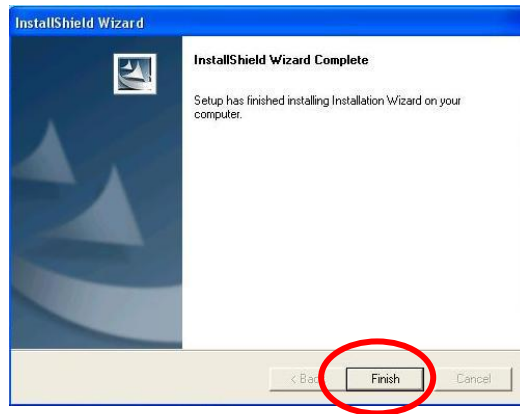 InstallShield Wizard
InstallShield Wizard Complete
Setup has finished installing Installation Wizard on your
computer.
Finish
Cancel